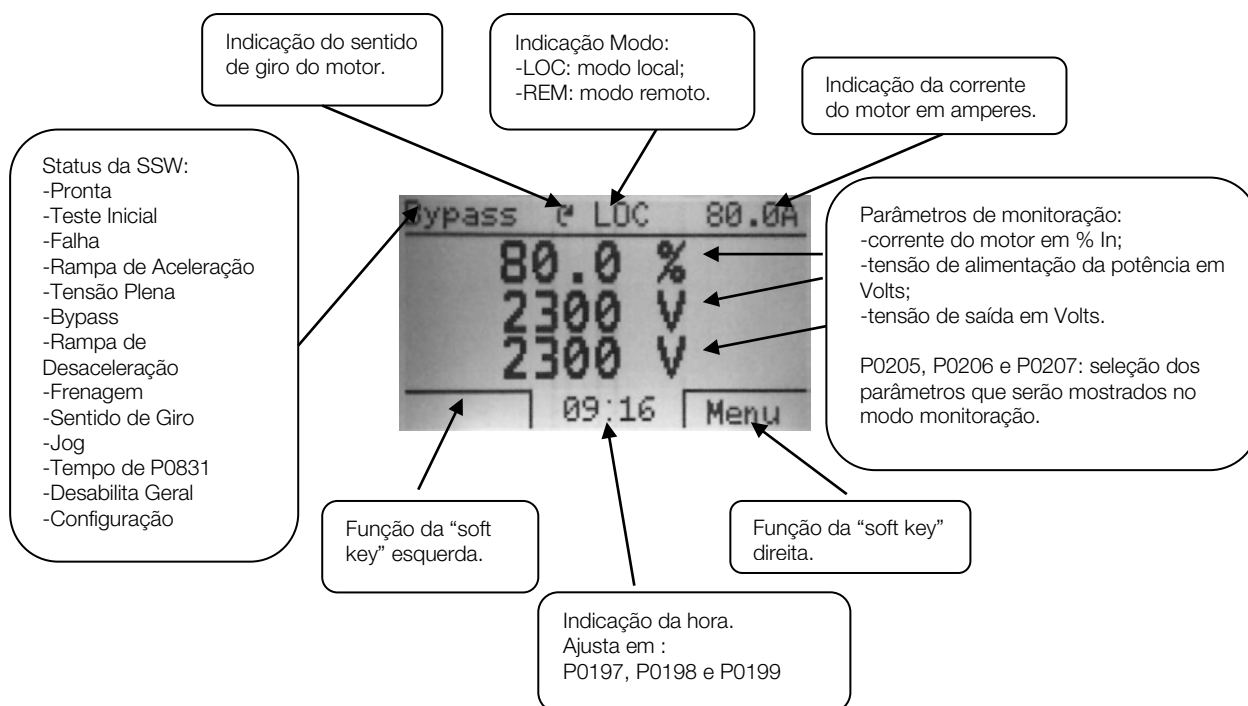 Indicação do sentido
de giro do motor.
Indicação Modo:
-LOC: modo local;
-REM: modo remoto.
Indicação da corrente
do motor em amperes.
Status da SSW:
-Pronta
-Teste Inicial
-Falha
-Rampa de Aceleração
-Tensão Plena
-Bypass
-Rampa de
Desaceleração
-Frenagem
-Sentido de Giro
-Jog
-Tempo de P0831
-Desabilita Geral
-Configuração
Bypass LOC 80.0A
80.0 %
2300 V
2300 V
09:16 Menu
Parâmetros de monitoração:
-corrente do motor em % In;
-tensão de alimentação da potência em
Volts;
-tensão de saída em Volts.
P0205, P0206 e P0207: seleção dos
parâmetros que serão mostrados no
modo monitoração.
Função da “soft
key” esquerda.
Função da “soft key”
direita.
Indicação da hora.
Ajusta em :
P0197, P0198 e P0199